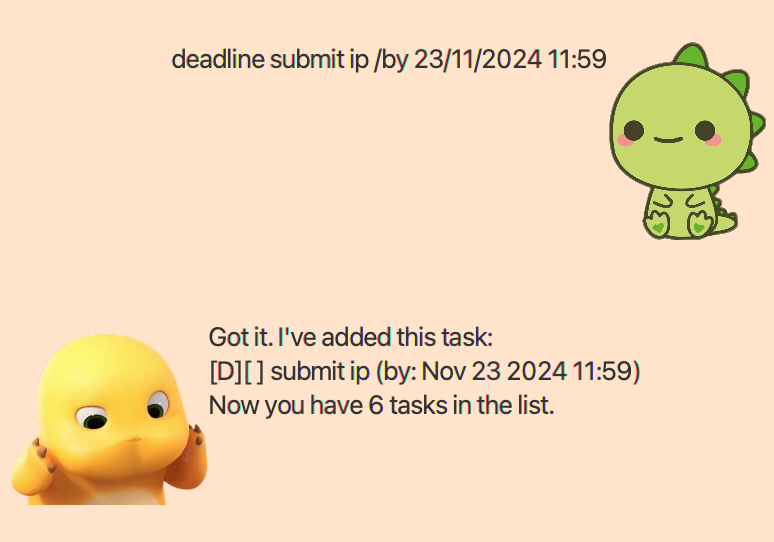 deadline submit ip /by 23/11/2024 11:59
Got it. I've added this task:
[D][ ] submit ip (by: Nov 23 2024 11:59)
Now you have 6 tasks in the list.